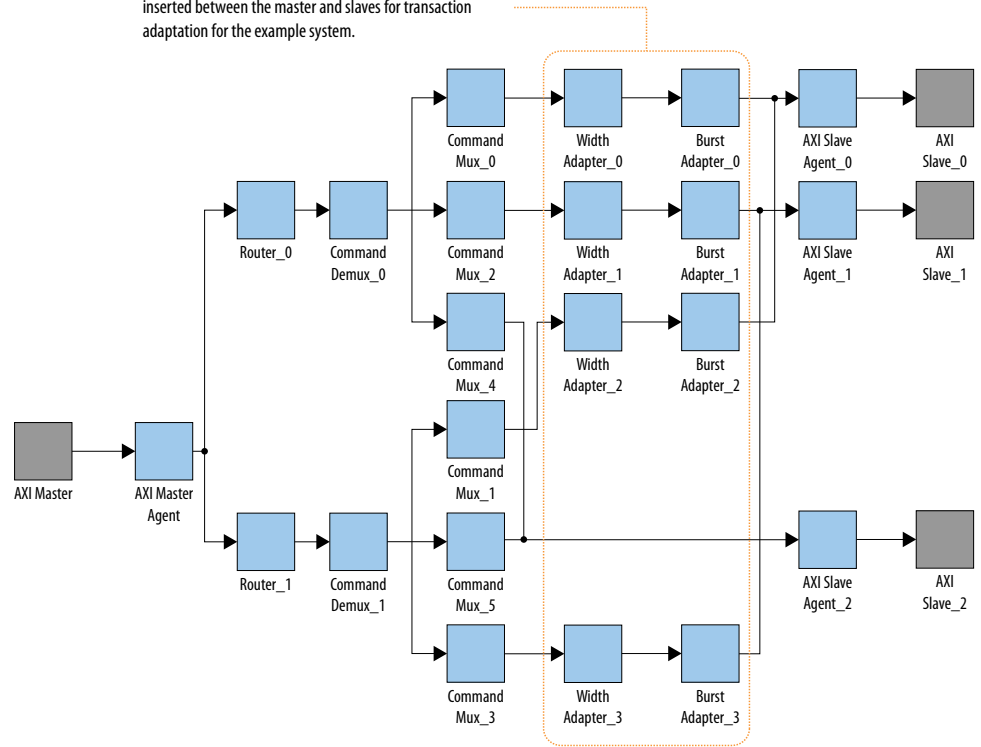 inserted between the master and slaves for transaction
adaptation for the example system.
Command
Mux_0
Width
Adapter_0
Burst
Adapter_0
AXI Slave
Agent_0
AXI
Slave_0
Router_0
Command
Demux_0
Command
Mux_2
Width
Adapter_1
Burst
Adapter_1
AXI Slave
Agent_1
AXI
Slave_1
Command
Mux_4
Width
Adapter_2
Burst
Adapter_2
AXI Master
AXI Master
Agent
Command
Mux_1
Router_1
Command
Demux_1
Command
Mux_5
AXI Slave
Agent_2
AXI
Slave_2
Command
Mux_3
Width
Adapter_3
Burst
Adapter_3